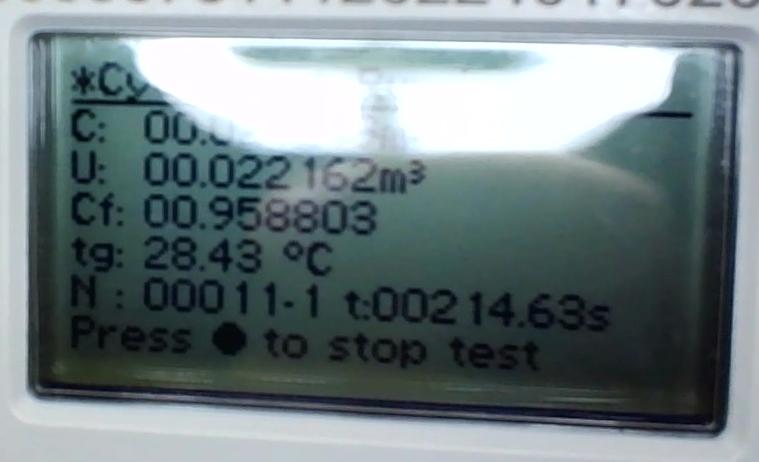 *Cy
C: 00.0
U: 00.022162m³
Cf: 00.958803
tg: 28.43 °C
N : 00011-1 t:00214.63s
Press ● to stop test